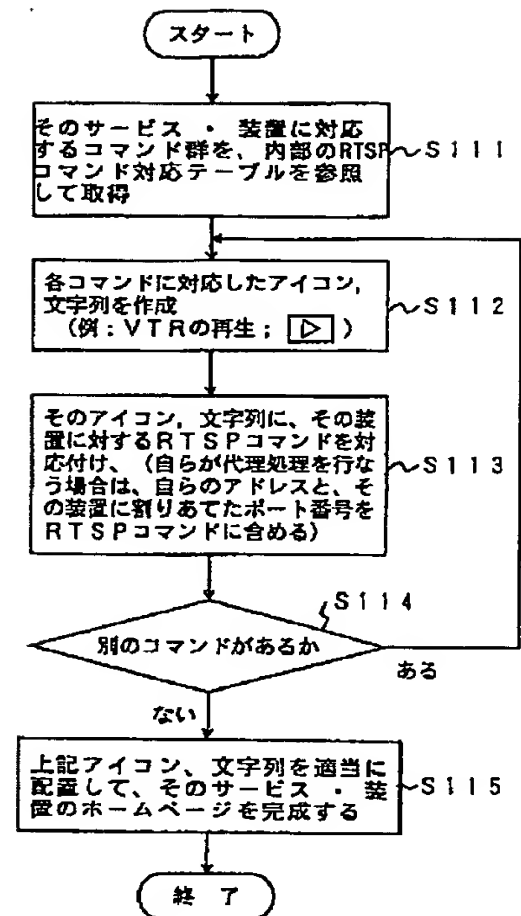 スタート
そのサービス ・ 装置に対応
するコマンド群を、内部のRTSP
コマンド対応テーブルを参照
して取得
S111
各コマンドに対応したアイコン,
文字列を作成
(例:VTRの再生; ▷ )
S112
そのアイコン,文字列に、その装
置に対するRTSPコマンドを対
応付け、(自らが代理処理を行な
う場合は、自らのアドレスと、そ
の装置に割りあてたポート番号を
RTSPコマンドに含める)
S113
S114
別のコマンドがあるか
ある
ない
上記アイコン、文字列を適当に
配置して、そのサービス ・ 装
置のホームページを完成する
S115
終 了